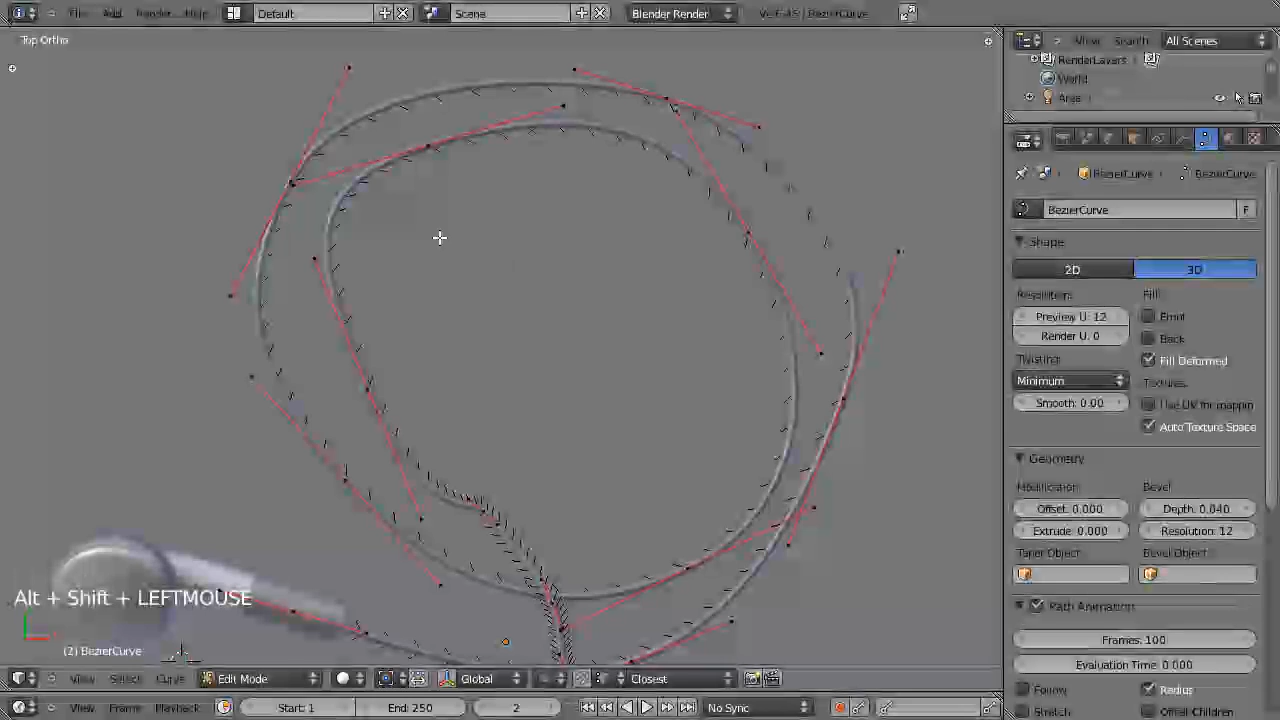 File Add Render Help Default Scene Blender Render BezierCurve
Top Ortho
View Search All Scenes
RenderLayers
World
Area
BezierCurve BezierCurve
BezierCurve F
Shape
2D 3D
Resolution: Fill:
Preview U: 12 Front
Render U: 0 Back
Twisting: Fill Deformed
Minimum Textures:
Smooth: 0.00 Use UV for mappin
Auto Texture Space
Geometry
Modification: Bevel:
Offset: 0.000 Depth: 0.040
Extrude: 0.000 Resolution: 12
Taper Object: Bevel Object:
Path Animation
Frames: 100
Evaluation Time: 0.000
Follow Radius
Stretch Offset Children
Alt + Shift + LEFTMOUSE
(2) BezierCurve
View Select Curve Edit Mode Global Closest
View Frame Playback Start: 1 End: 250 2 No Sync